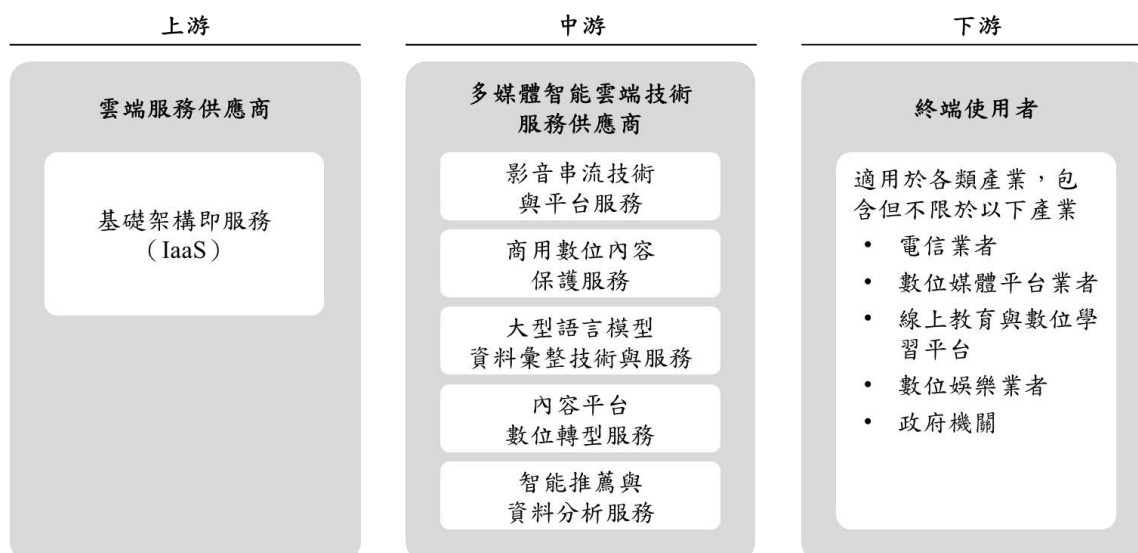 上游
雲端服務供應商
基礎架構即服務
（IaaS）
中游
多媒體智能雲端技術
服務供應商
影音串流技術
與平台服務
商用數位內容
保護服務
大型語言模型
資料彙整技術與服務
內容平台
數位轉型服務
智能推薦與
資料分析服務
下游
終端使用者
適用於各類產業，包
含但不限於以下產業
• 電信業者
• 數位媒體平台業者
• 線上教育與數位學
習平台
• 數位娛樂業者
• 政府機關